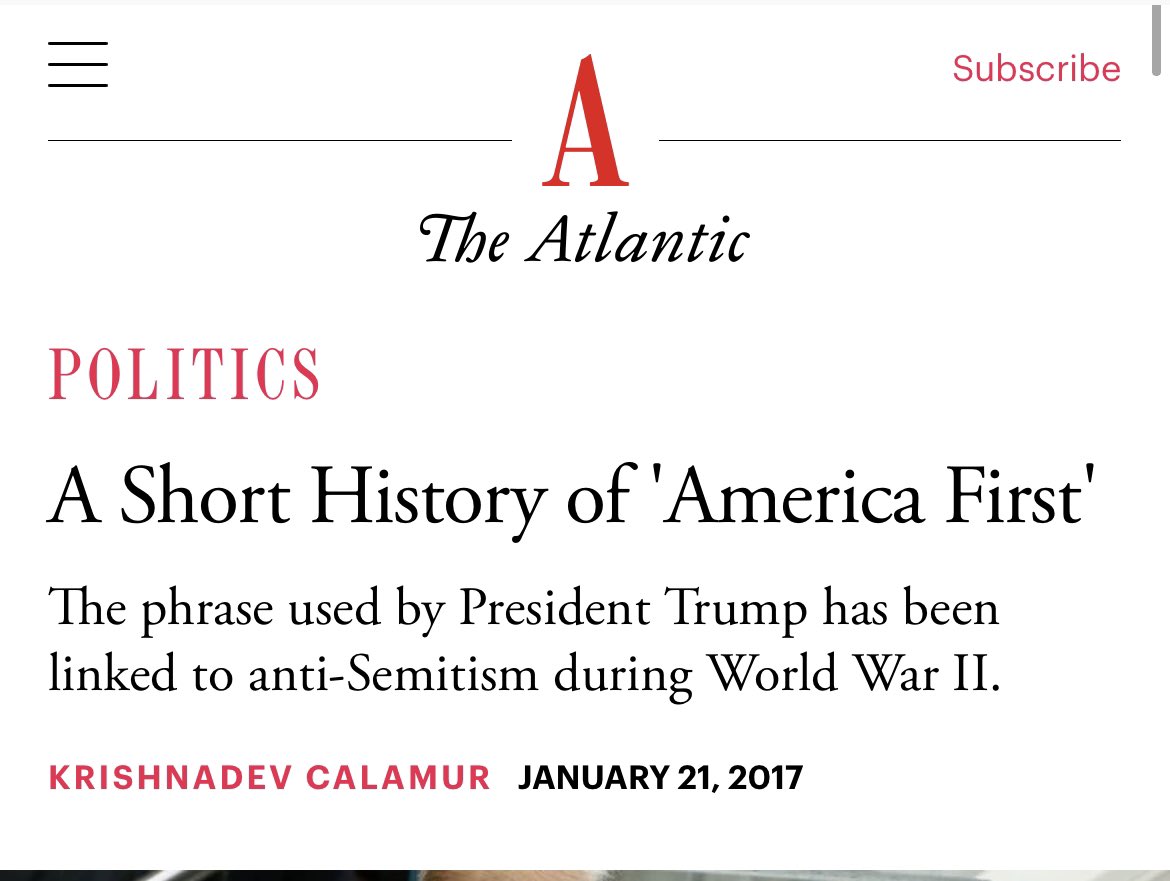 Subscribe
A
The Atlantic
POLITICS
A Short History of 'America First'
The phrase used by President Trump has been
linked to anti-Semitism during World War II.
KRISHNADEV CALAMUR JANUARY 21, 2017